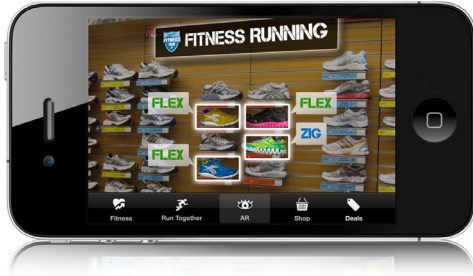 FITNESS RUNNING
FLEX
FLEX
ZIG
FLEX
Fitness
Run Together
AR
Shop
Deals